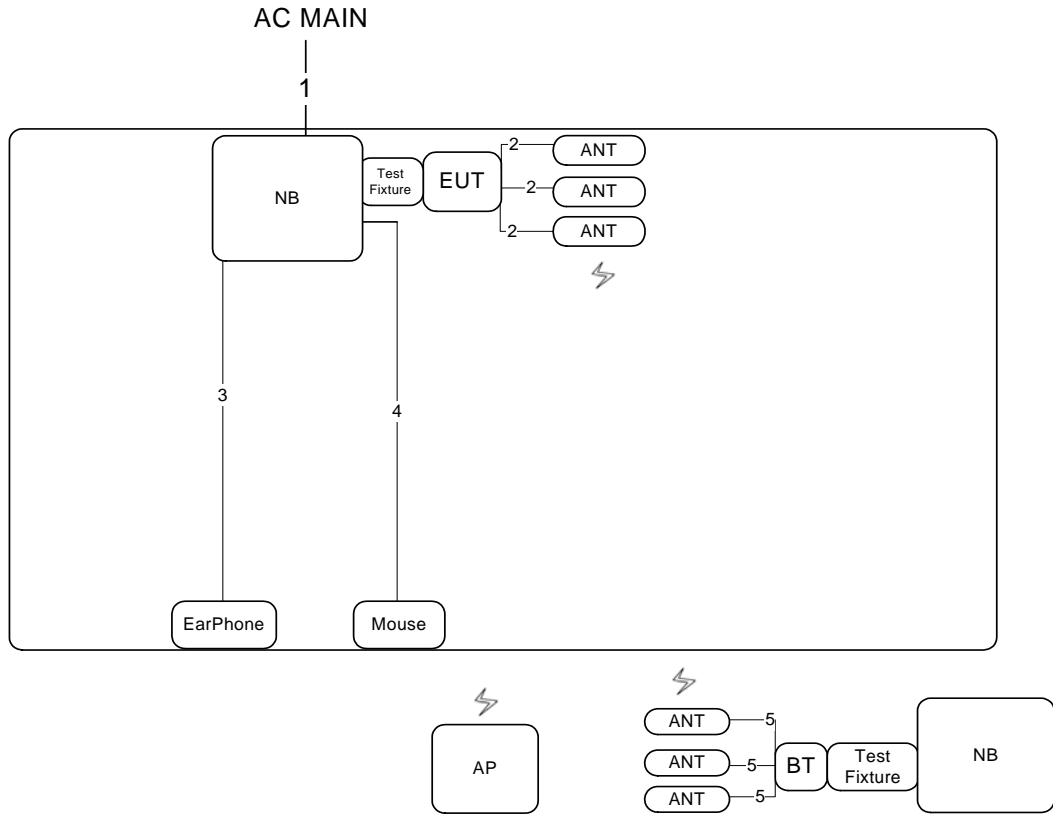 AC MAIN
1
NB
Test
Fixture
EUT
2
ANT
2
ANT
2
ANT
3
4
EarPhone
Mouse
AP
ANT
5
ANT
5
ANT
5
BT
Test
Fixture
NB